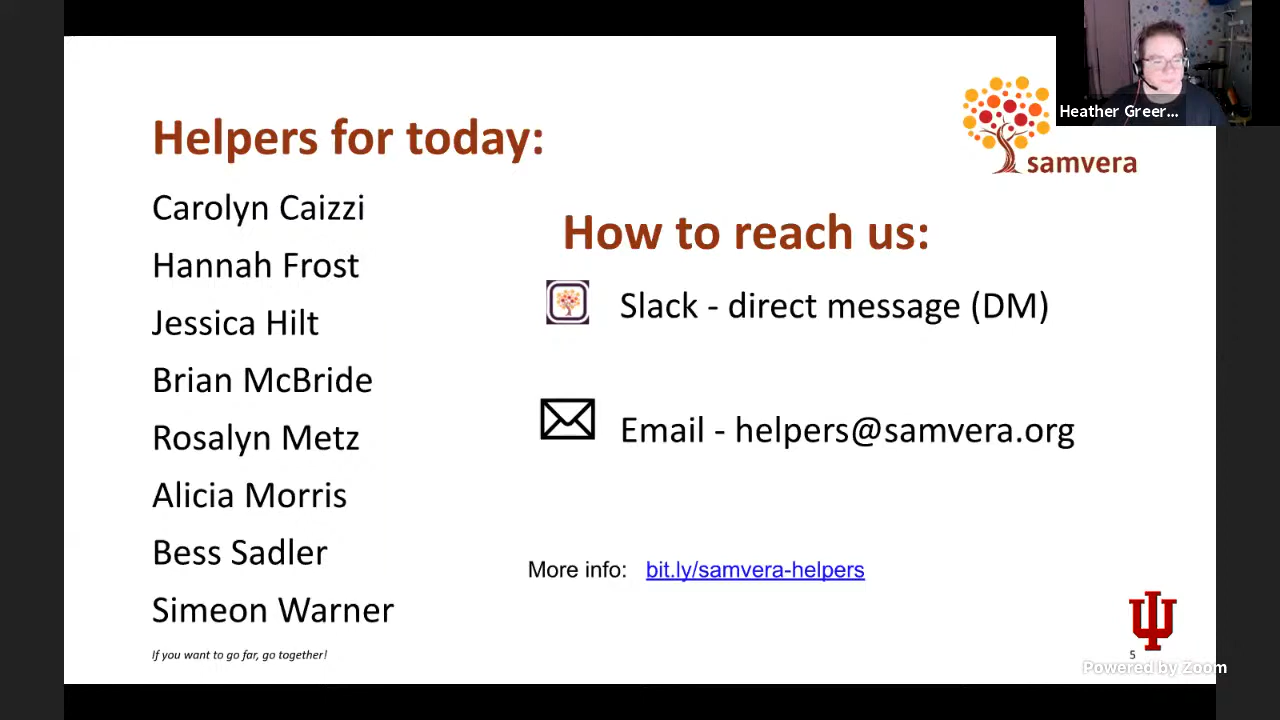 Helpers for today:
Carolyn Caizzi
Hannah Frost
Jessica Hilt
Brian McBride
Rosalyn Metz
Alicia Morris
Bess Sadler
Simeon Warner
If you want to go far, go together!
samvera
Heather Greer...
How to reach us:
Slack - direct message (DM)
Email - helpers@samvera.org
More info: bit.ly/samvera-helpers
5
Powered by Zoom